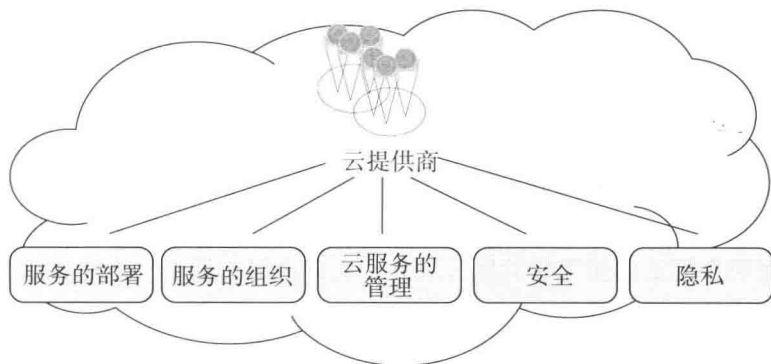 云提供商
服务的部署
服务的组织
云服务的
管理
安全
隐私